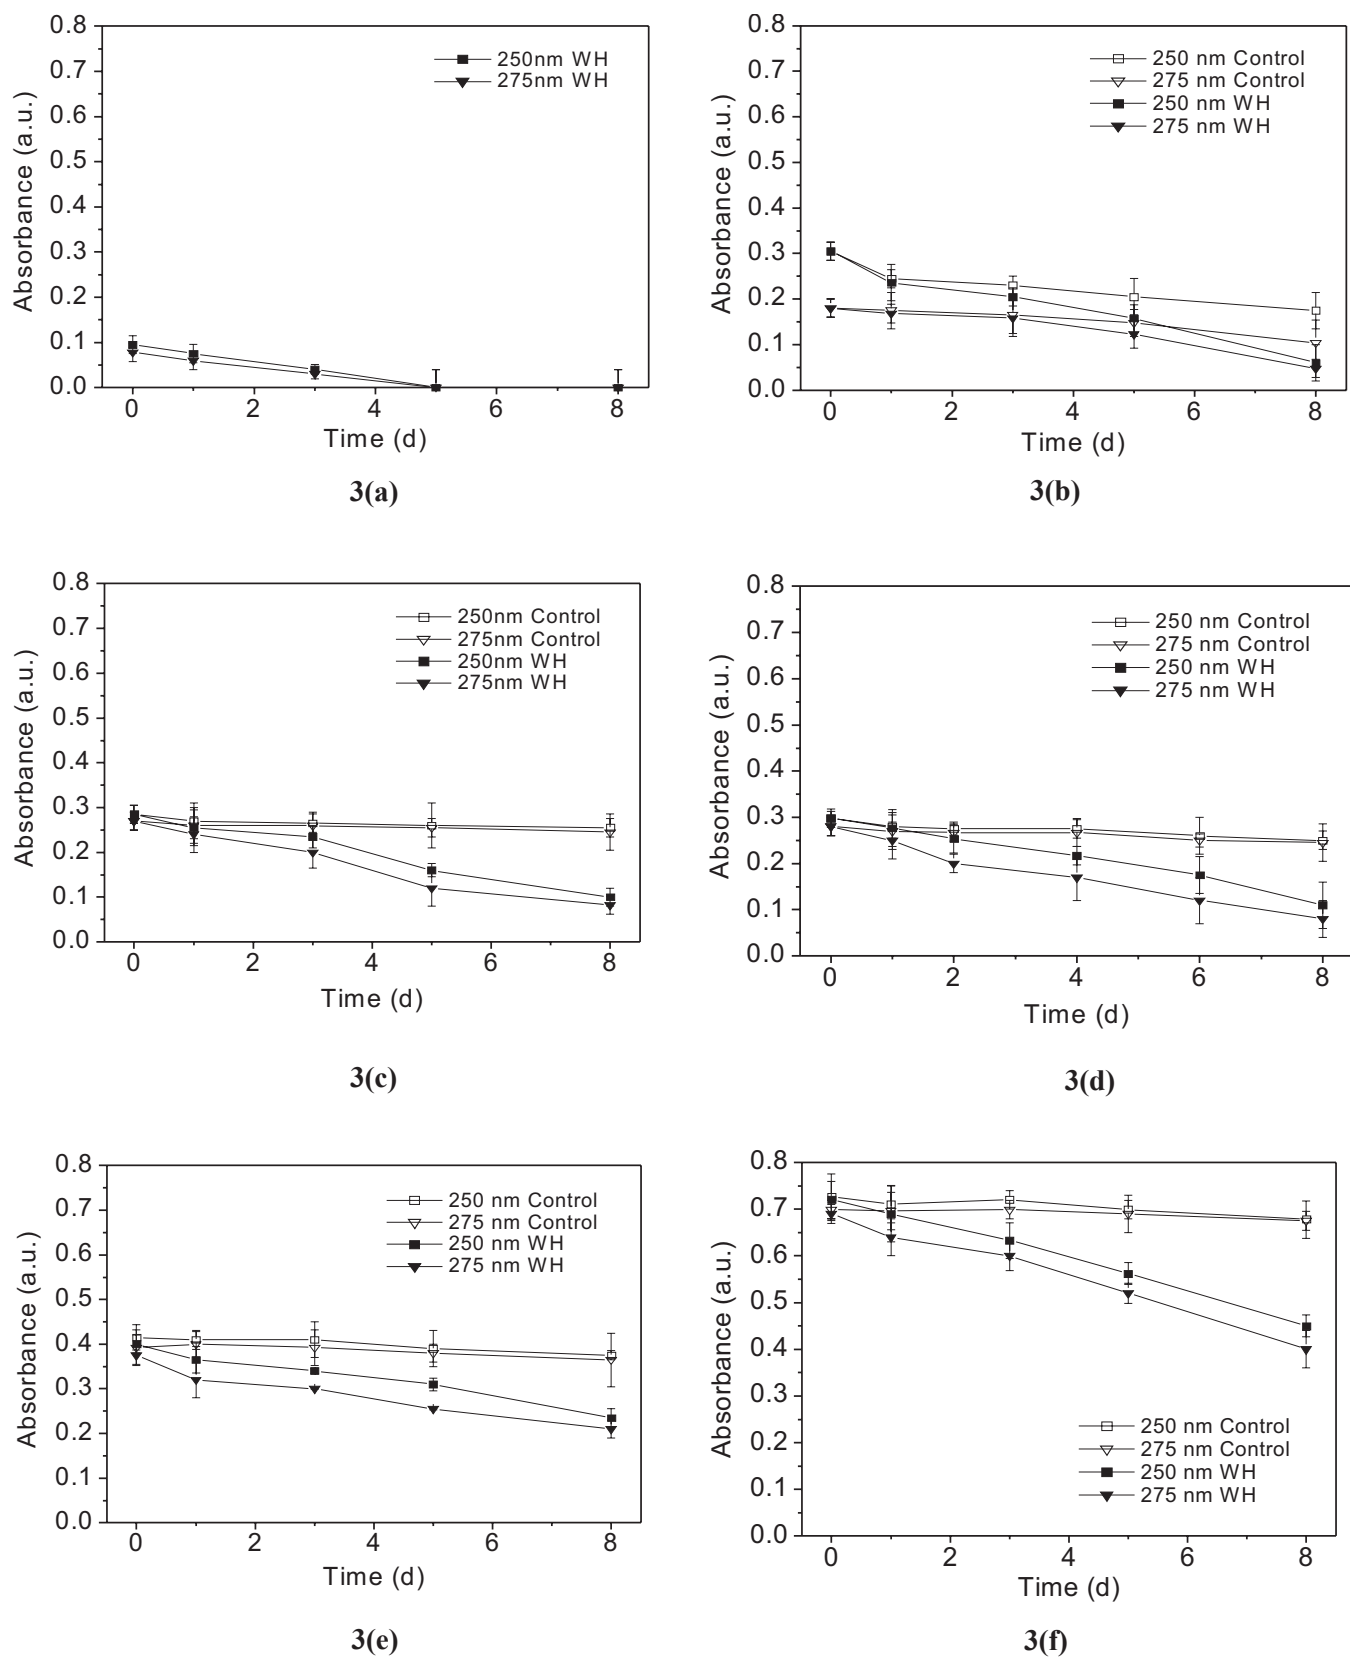 0.8
0.7
0.6
0.5
0.4
0.3
0.2
0.1
0.0
Absorbance (a.u.)
250nm WH
275nm WH
0 2 4 6 8
Time (d)
3(a)
0.8
0.7
0.6
0.5
0.4
0.3
0.2
0.1
0.0
Absorbance (a.u.)
250 nm Control
275 nm Control
250 nm WH
275 nm WH
0 2 4 6 8
Time (d)
3(b)
0.8
0.7
0.6
0.5
0.4
0.3
0.2
0.1
0.0
Absorbance (a.u.)
250nm Control
275nm Control
250nm WH
275nm WH
0 2 4 6 8
Time (d)
3(c)
0.8
0.7
0.6
0.5
0.4
0.3
0.2
0.1
0.0
Absorbance (a.u.)
250 nm Control
275 nm Control
250 nm WH
275 nm WH
0 2 4 6 8
Time (d)
3(d)
0.8
0.7
0.6
0.5
0.4
0.3
0.2
0.1
0.0
Absorbance (a.u.)
250 nm Control
275 nm Control
250 nm WH
275 nm WH
0 2 4 6 8
Time (d)
3(e)
0.8
0.7
0.6
0.5
0.4
0.3
0.2
0.1
0.0
Absorbance (a.u.)
250 nm Control
275 nm Control
250 nm WH
275 nm WH
0 2 4 6 8
Time (d)
3(f)